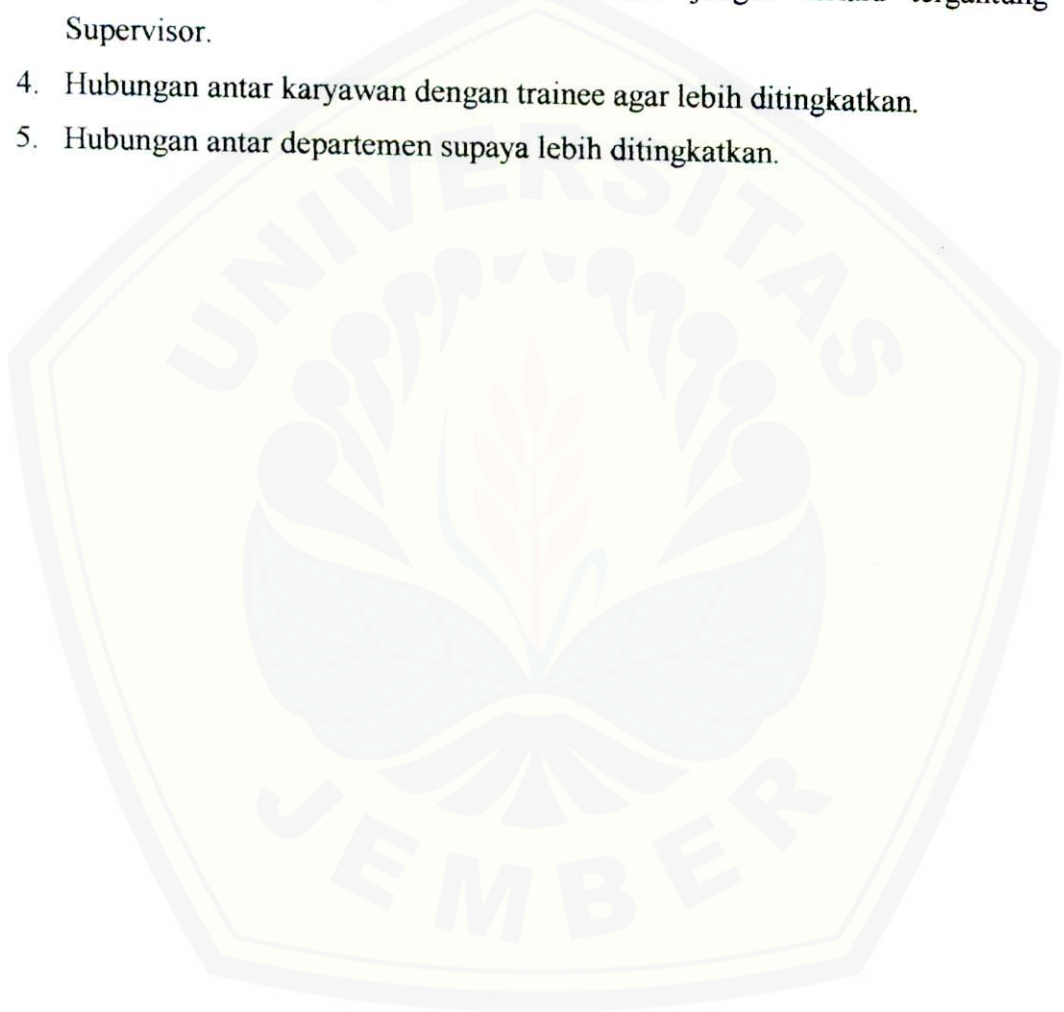 tergantung
Supervisor.
4. Hubungan antar karyawan dengan trainee agar lebih ditingkatkan.
5. Hubungan antar departemen supaya lebih ditingkatkan.
UNIVERSITAS
JEMBER